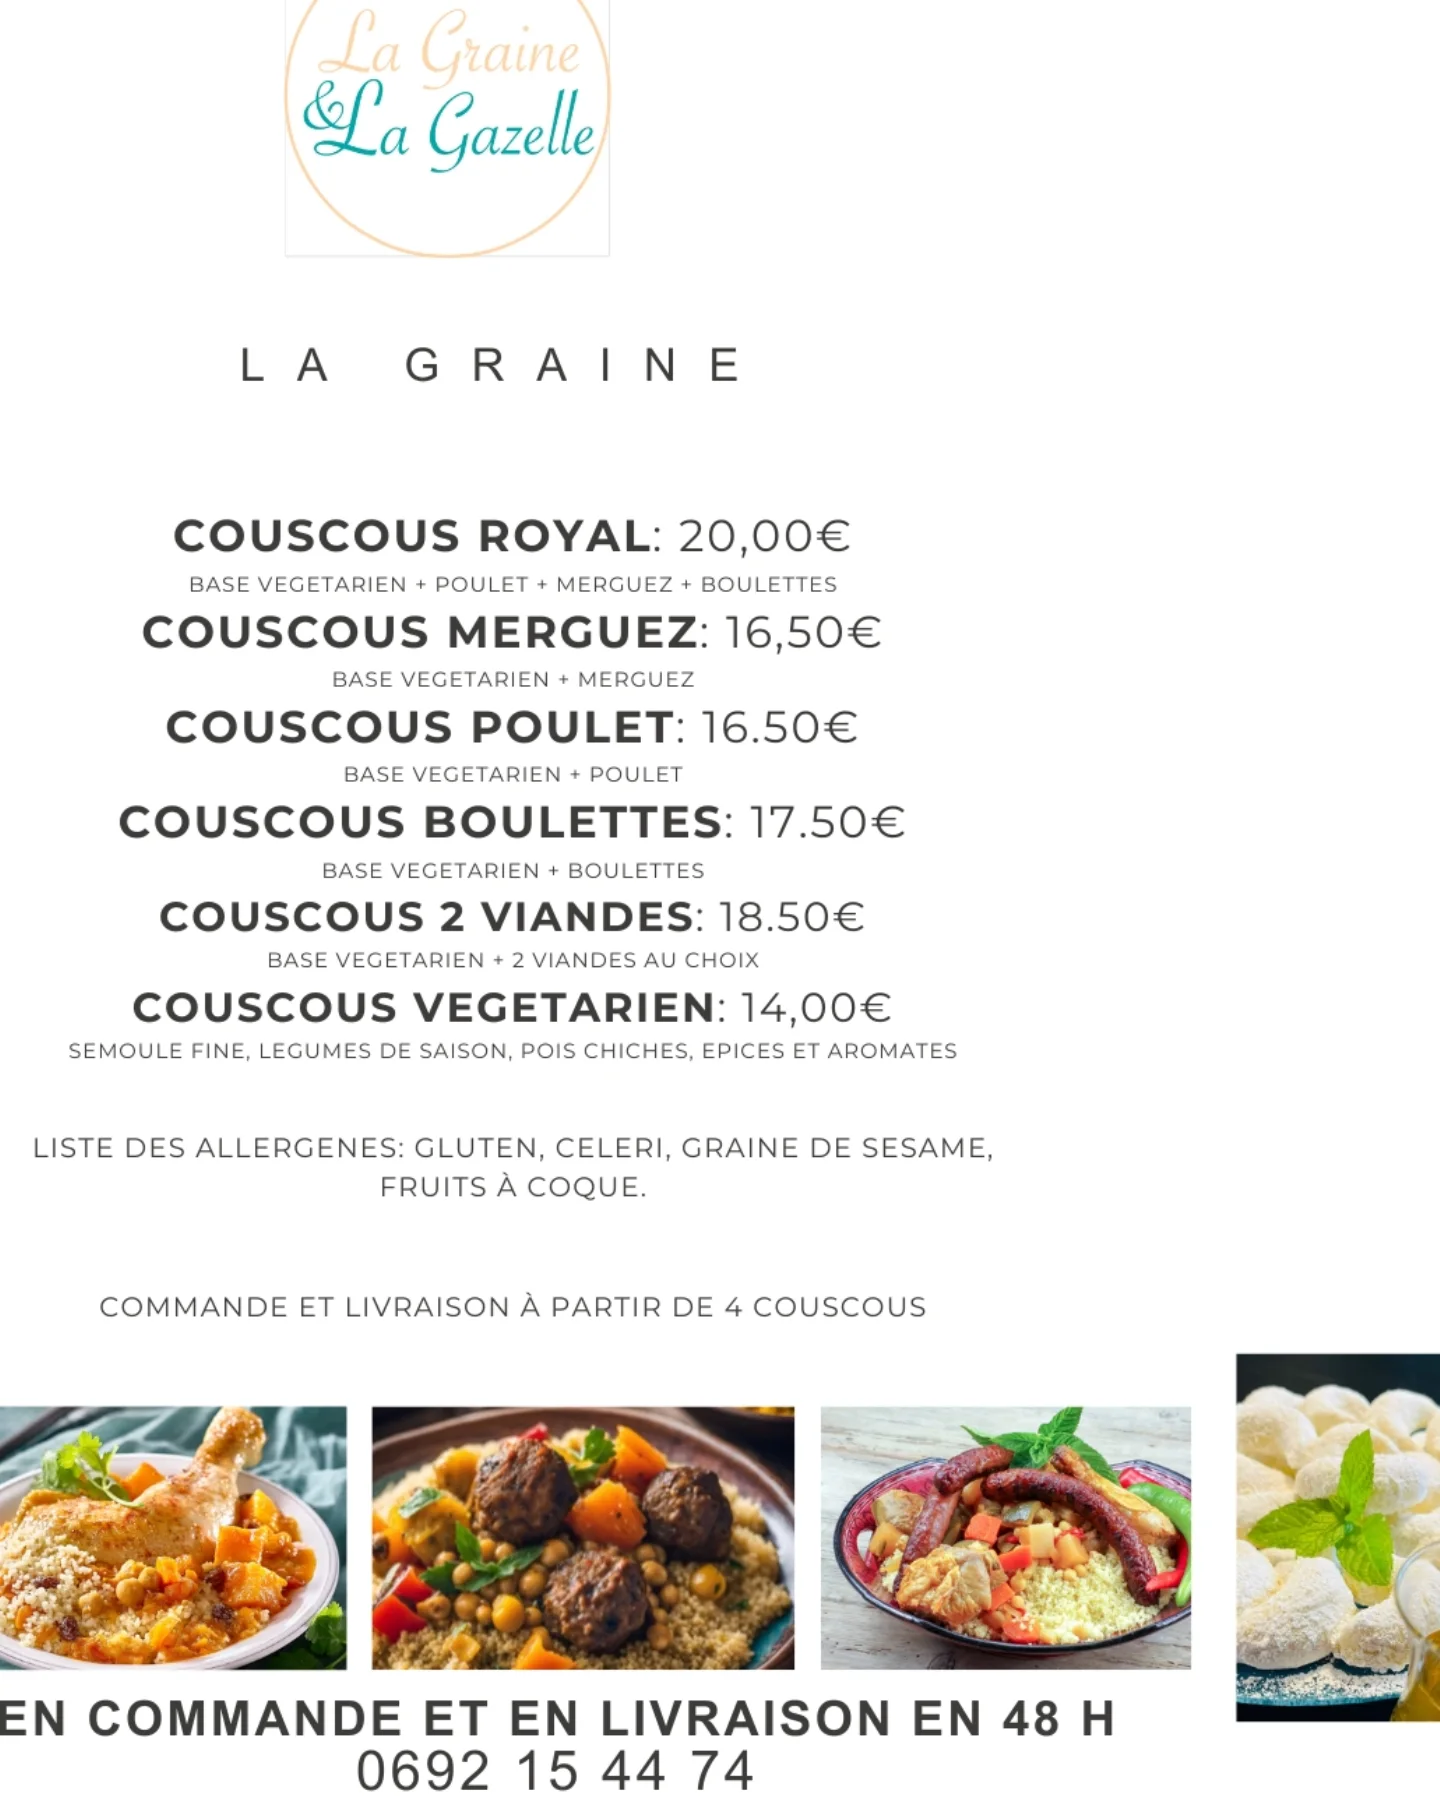 La Graine
& La Gazelle
LA GRAINE
COUSCOUS ROYAL: 20,00€
BASE VEGETARIEN + POULET + MERGUEZ + BOULETTES
COUSCOUS MERGUEZ: 16,50€
BASE VEGETARIEN + MERGUEZ
COUSCOUS POULET: 16.50€
BASE VEGETARIEN + POULET
COUSCOUS BOULETTES: 17.50€
BASE VEGETARIEN + BOULETTES
COUSCOUS 2 VIANDES: 18.50€
BASE VEGETARIEN + 2 VIANDES AU CHOIX
COUSCOUS VEGETARIEN: 14,00€
SEMOULE FINE, LEGUMES DE SAISON, POIS CHICHES, EPICES ET AROMATES
LISTE DES ALLERGENES: GLUTEN, CELERI, GRAINE DE SESAME,
FRUITS À COQUE.
COMMANDE ET LIVRAISON À PARTIR DE 4 COUSCOUS
EN COMMANDE ET EN LIVRAISON EN 48 H
0692 15 44 74